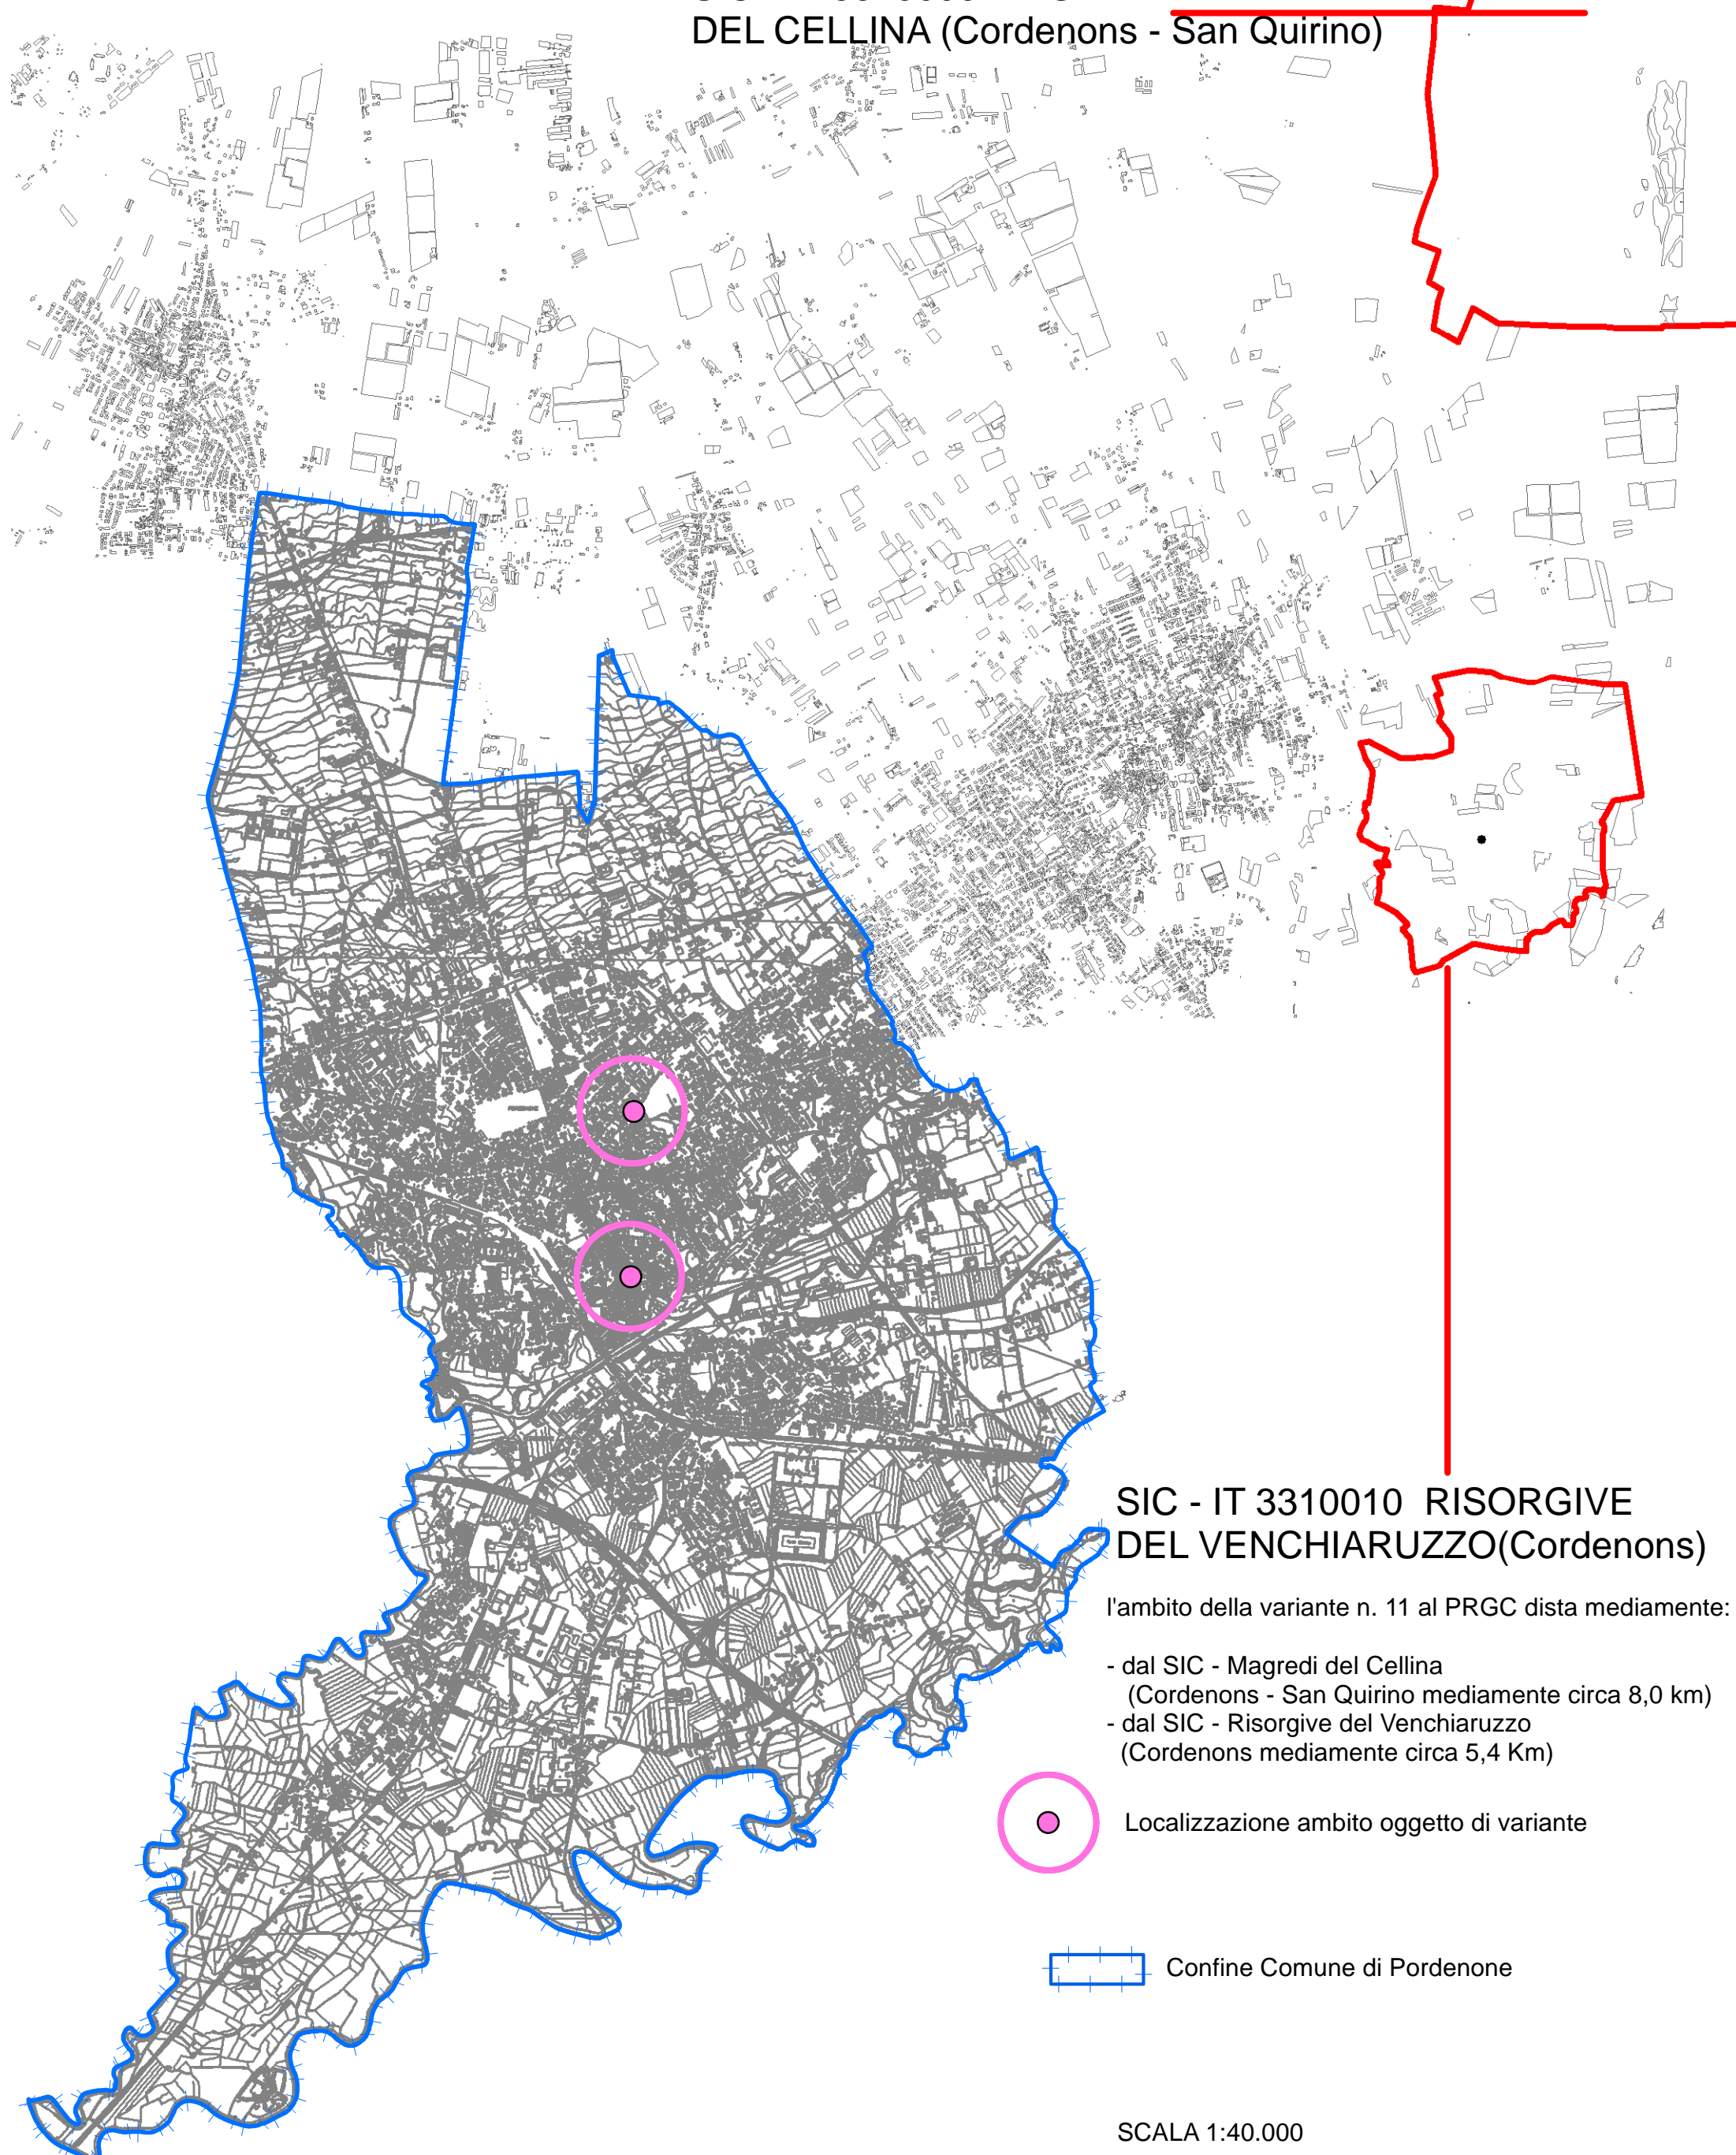 DEL CELLINA (Cordenons - San Quirino)
SIC - IT 3310010 RISORGIVE
DEL VENCHIARUZZO(Cordenons)
l'ambito della variante n. 11 al PRGC dista mediamente:
- dal SIC - Magredi del Cellina
(Cordenons - San Quirino mediamente circa 8,0 km)
- dal SIC - Risorgive del Venchiaruzzo
(Cordenons mediamente circa 5,4 Km)
Localizzazione ambito oggetto di variante
Confine Comune di Pordenone
SCALA 1:40.000